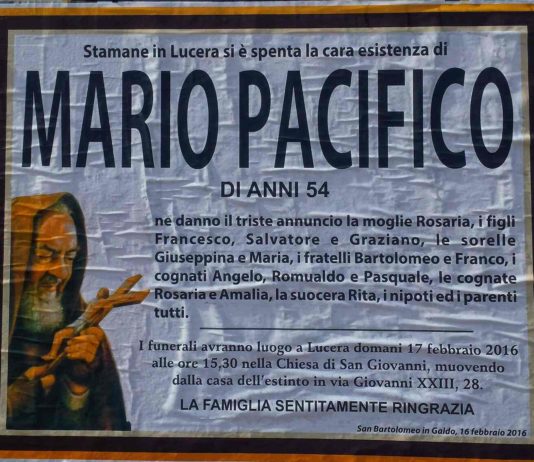 Stamane in Lucera si è spenta la cara esistenza di
MARIO PACIFICO
DI ANNI 54
ne danno il triste annuncio la moglie Rosaria, i figli
Francesco, Salvatore e Graziano, le sorelle
Giuseppina e Maria, i fratelli Bartolomeo e Franco, i
cognati Angelo, Romualdo e Pasquale, le cognate
Rosaria e Amalia, la suocera Rita, i nipoti ed i parenti
tutti.
I funerali avranno luogo a Lucera domani 17 febbraio 2016
alle ore 15,30 nella Chiesa di San Giovanni, muovendo
dalla casa dell'estinto in via Giovanni XXIII, 28.
LA FAMIGLIA SENTITAMENTE RINGRAZIA
San Bartolomeo in Galdo, 16 febbraio 2016